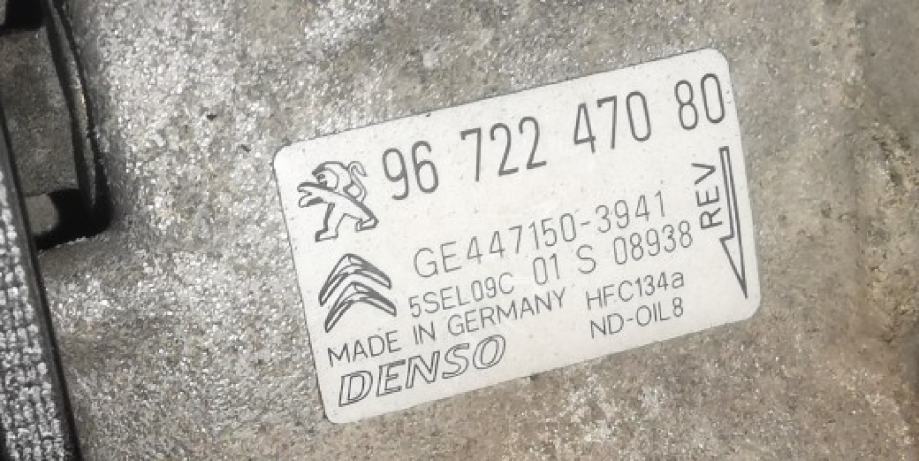 96 722 470 80
GE447150-3941
5SEL09C 01 S 08938
MADE IN GERMANY HFC134a
DENSO ND-OIL8
REV